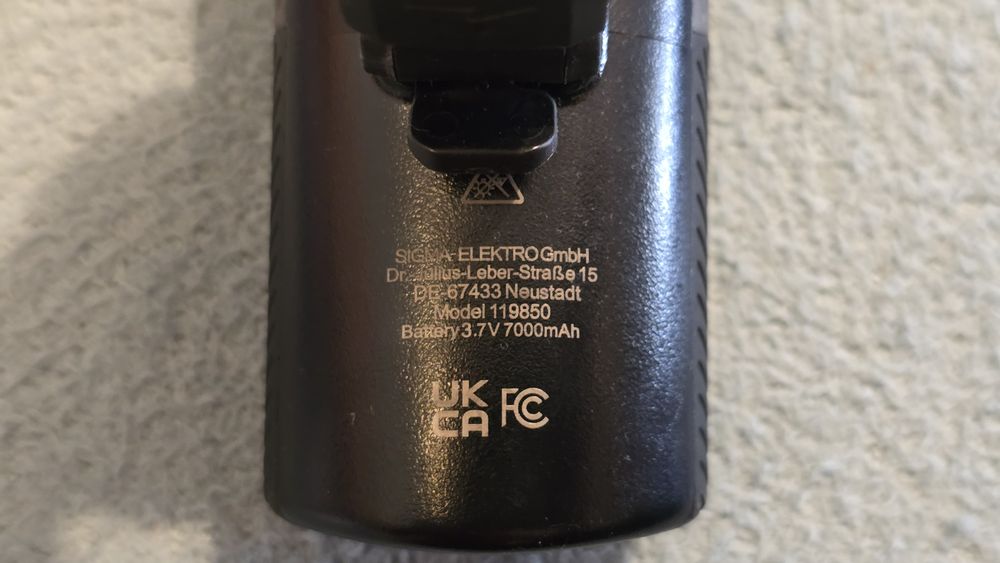 SIGMA-ELEKTRO GmbH
Dr. Julius-Leber-Straße 15
DE-67433 Neustadt
Model 119850
Battery 3.7V 7000mAh
UK
CA
FC